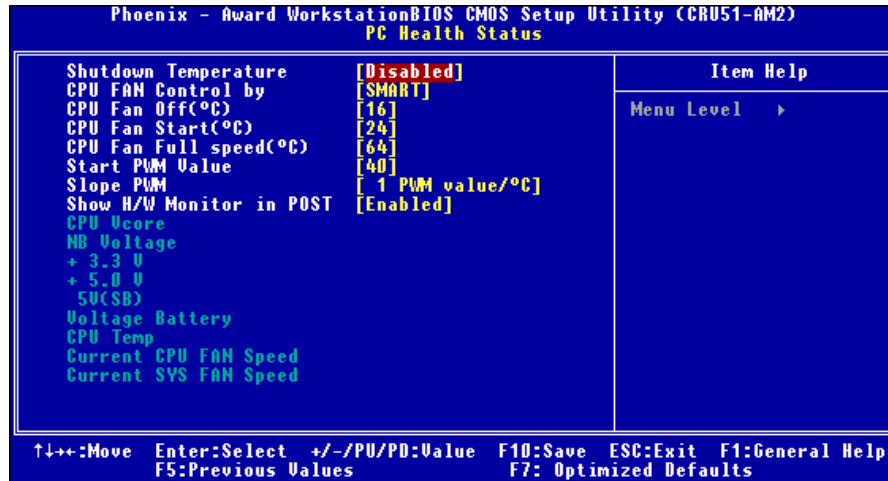 Phoenix - Award WorkstationBIOS CMOS Setup Utility (CRU51-AM2)
PC Health Status
Shutdown Temperature [Disabled]
CPU FAN Control by [SMART]
CPU Fan Off(ºC) [16]
CPU Fan Start(ºC) [24]
CPU Fan Full speed(ºC) [64]
Start PWM Value [40]
Slope PWM [ 1 PWM value/ºC]
Show H/W Monitor in POST [Enabled]
CPU Vcore
NB Voltage
+ 3.3 V
+ 5.0 V
5V(SB)
Voltage Battery
CPU Temp
Current CPU FAN Speed
Current SYS FAN Speed
Item Help
Menu Level ▸
↑↓→←:Move Enter:Select +/-/PU/PD:Value F10:Save ESC:Exit F1:General Help
F5:Previous Values F7: Optimized Defaults